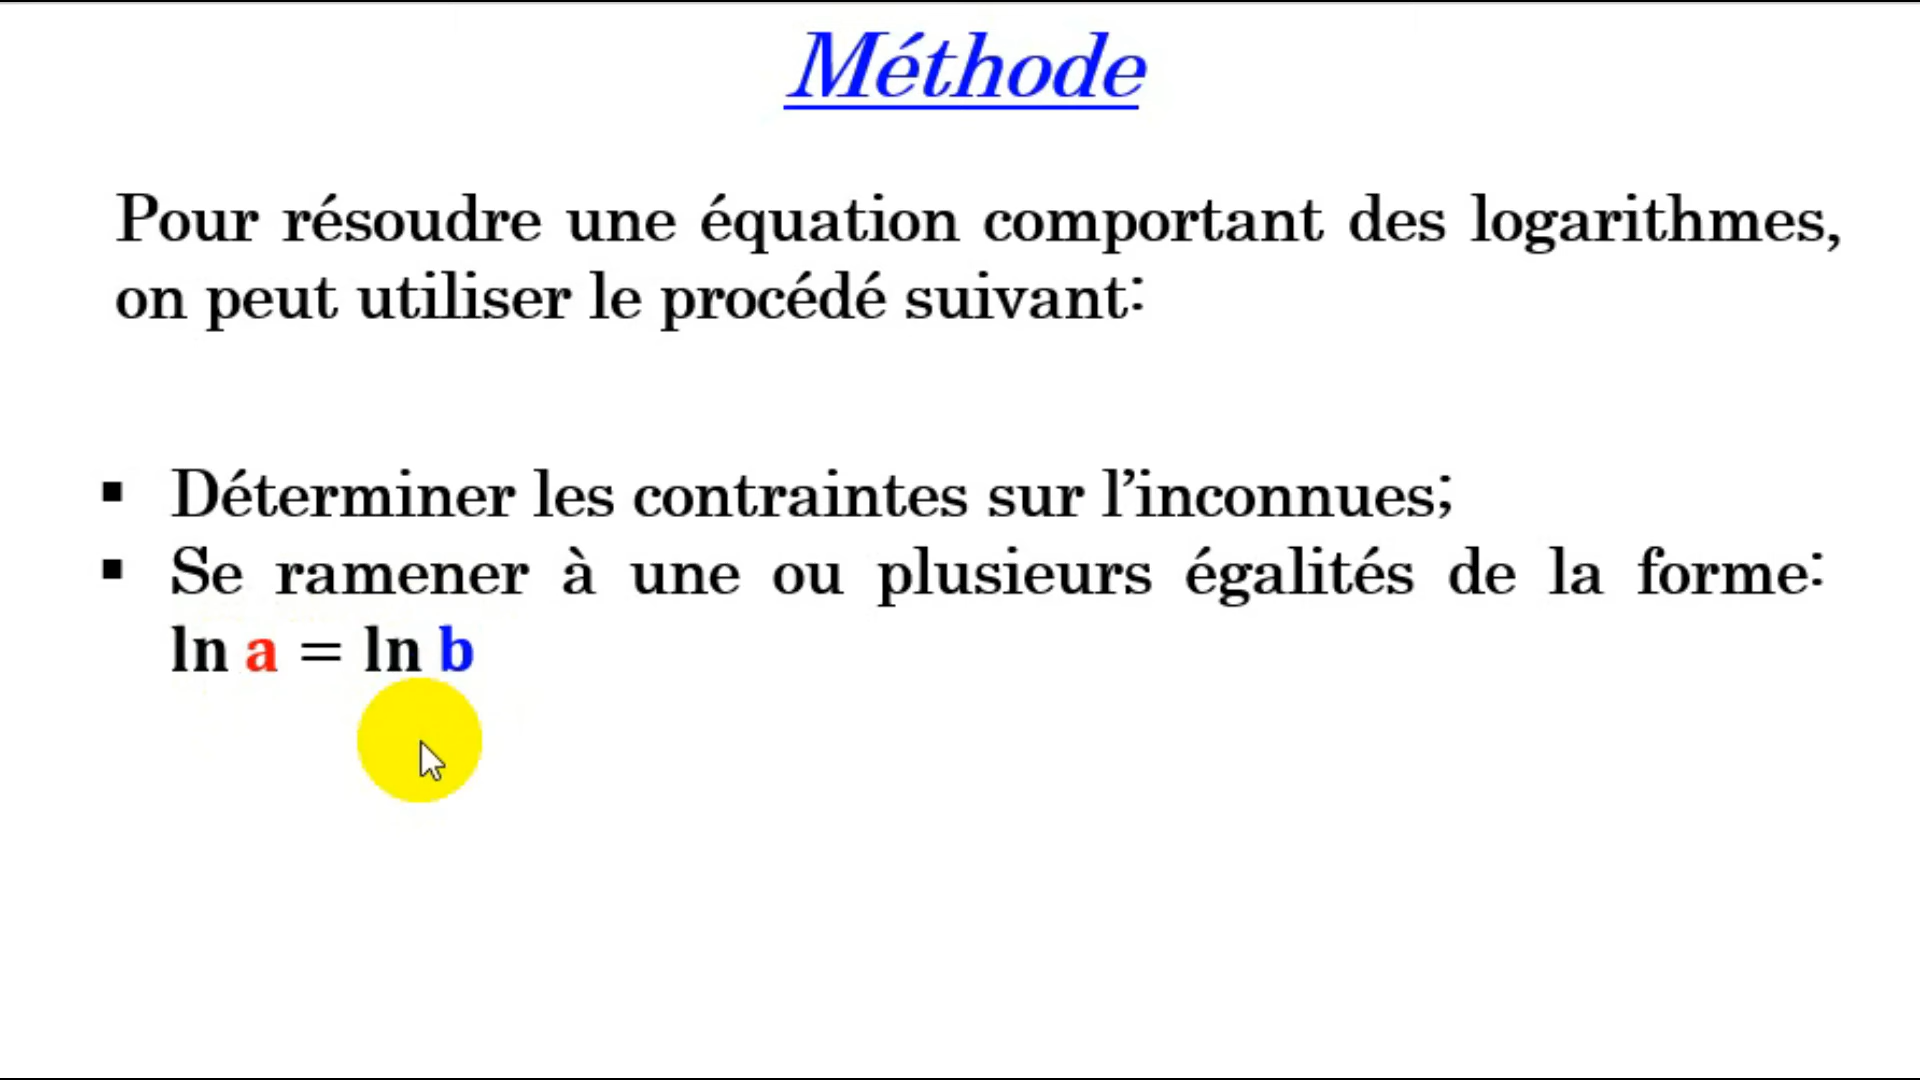 Méthode
Pour résoudre une équation comportant des logarithmes,
on peut utiliser le procédé suivant:
▪ Déterminer les contraintes sur l’inconnues;
▪ Se ramener à une ou plusieurs égalités de la forme:
ln a = ln b